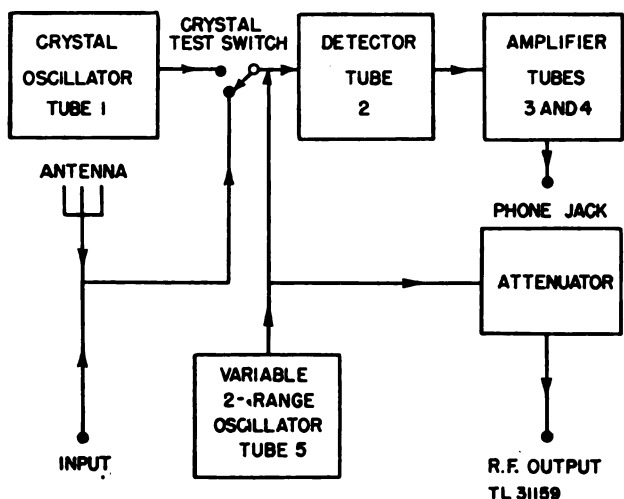 CRYSTAL
OSCILLATOR
TUBE 1
CRYSTAL
TEST SWITCH
DETECTOR
TUBE
2
AMPLIFIER
TUBES
3 AND 4
ANTENNA
PHONE JACK
ATTENUATOR
VARIABLE
2-RANGE
OSCILLATOR
TUBE 5
INPUT
R.F. OUTPUT
TL 31159